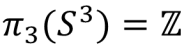 π₃(S³) = ℤ